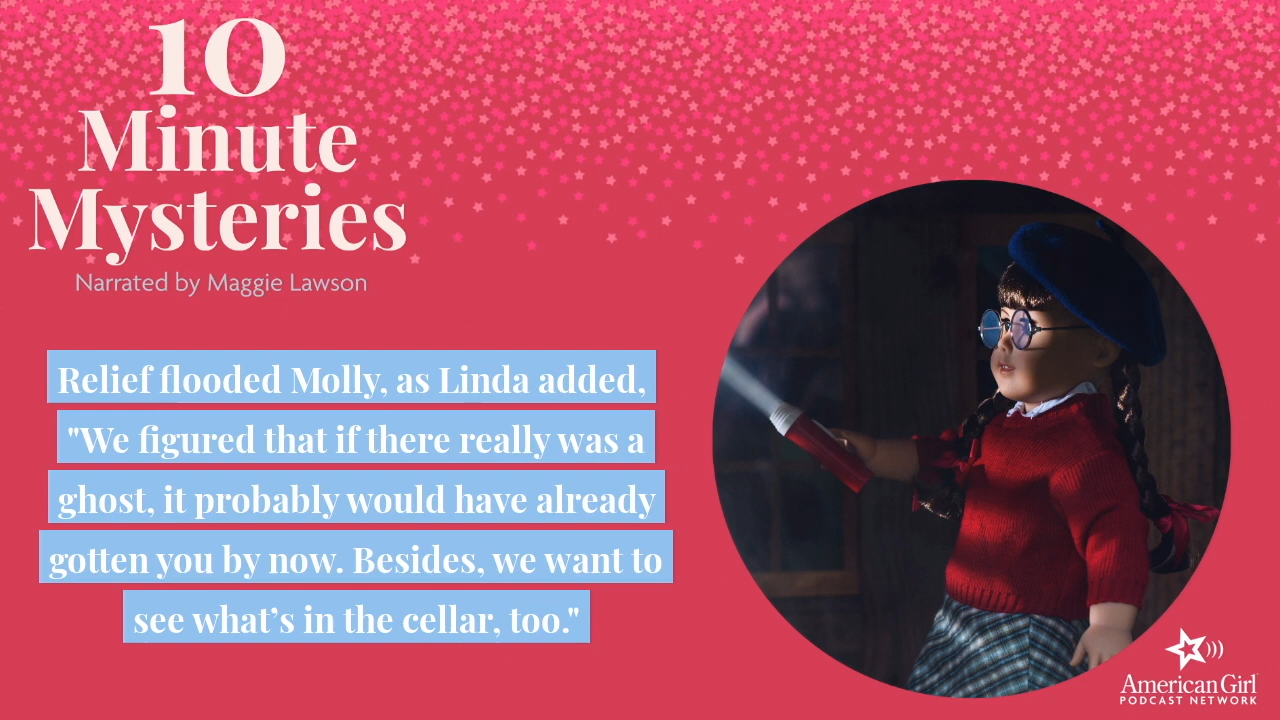 10
Minute
Mysteries
Narrated by Maggie Lawson
Relief flooded Molly, as Linda added,
"We figured that if there really was a
ghost, it probably would have already
gotten you by now. Besides, we want to
see what’s in the cellar, too."
American Girl
PODCAST NETWORK